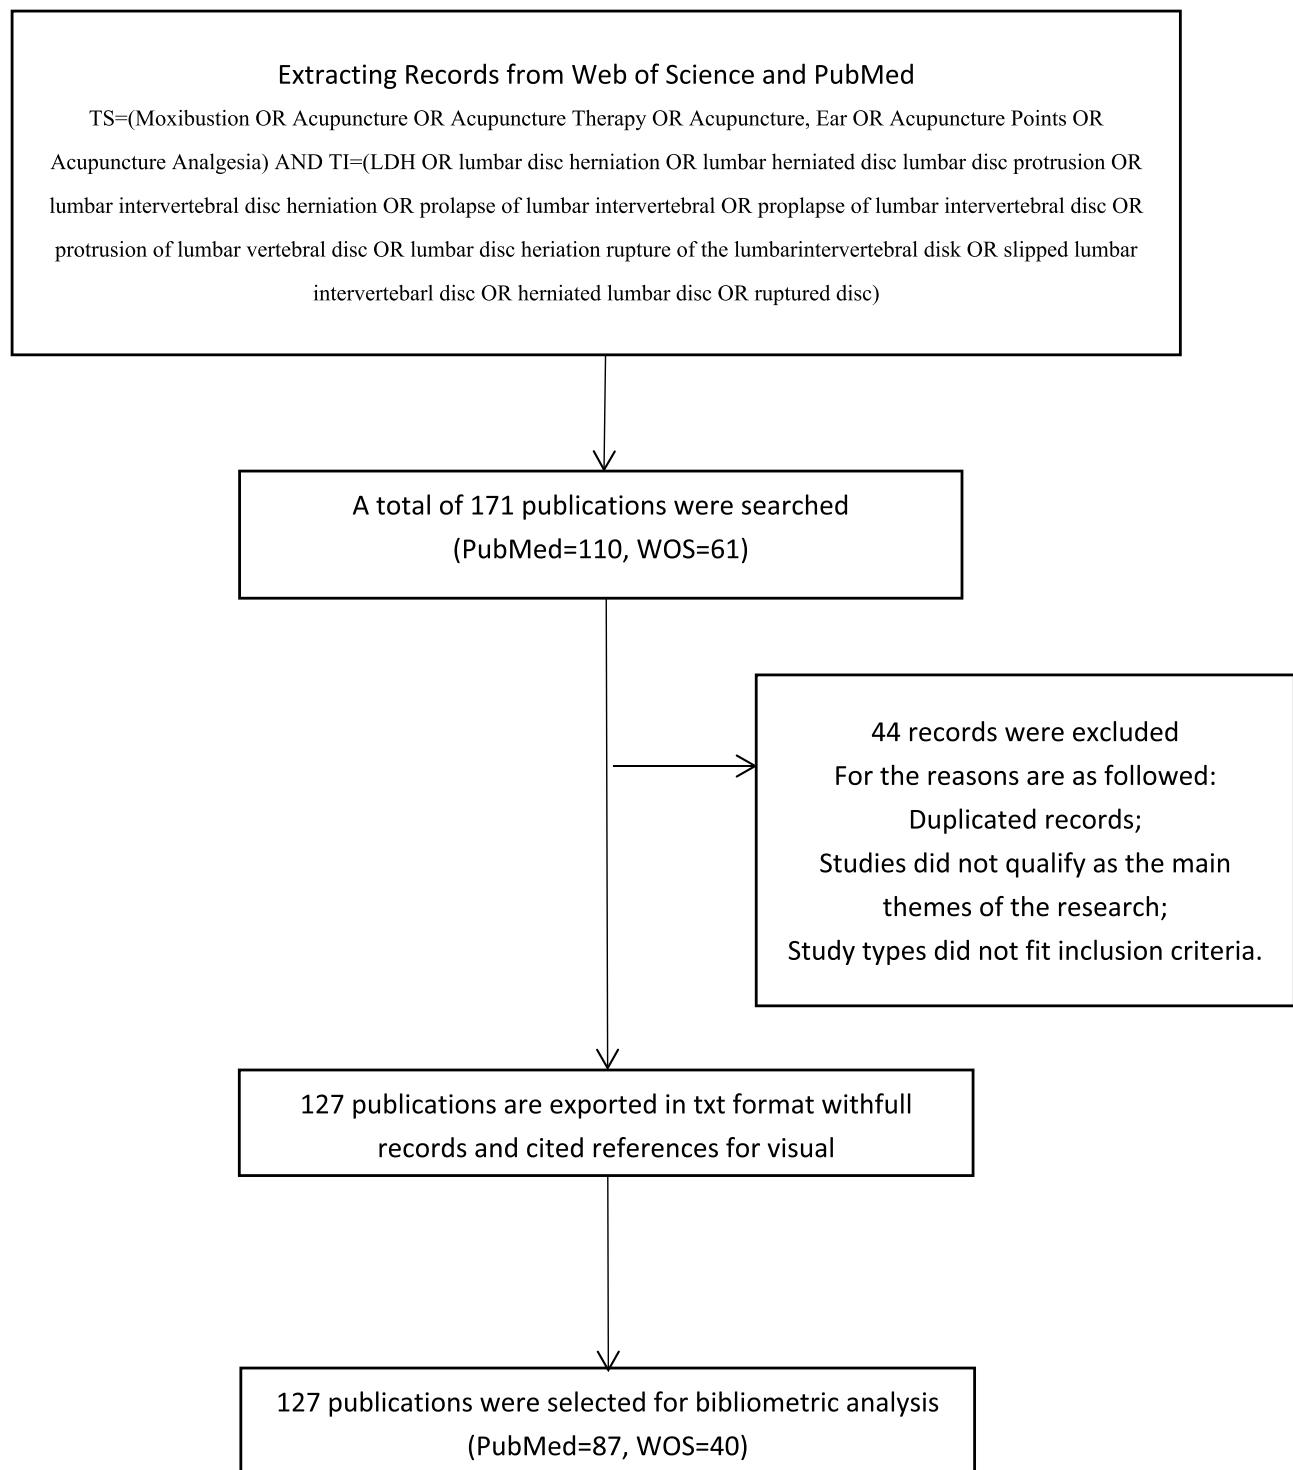 Extracting Records from Web of Science and PubMed
TS=(Moxibustion OR Acupuncture OR Acupuncture Therapy OR Acupuncture, Ear OR Acupuncture Points OR
Acupuncture Analgesia) AND TI=(LDH OR lumbar disc herniation OR lumbar herniated disc lumbar disc protrusion OR
lumbar intervertebral disc herniation OR prolapse of lumbar intervertebral OR proplapse of lumbar intervertebral disc OR
protrusion of lumbar vertebral disc OR lumbar disc heriation rupture of the lumbarintervertebral disk OR slipped lumbar
intervertebarl disc OR herniated lumbar disc OR ruptured disc)
A total of 171 publications were searched
(PubMed=110, WOS=61)
44 records were excluded
For the reasons are as followed:
Duplicated records;
Studies did not qualify as the main
themes of the research;
Study types did not fit inclusion criteria.
127 publications are exported in txt format withfull
records and cited references for visual
127 publications were selected for bibliometric analysis
(PubMed=87, WOS=40)